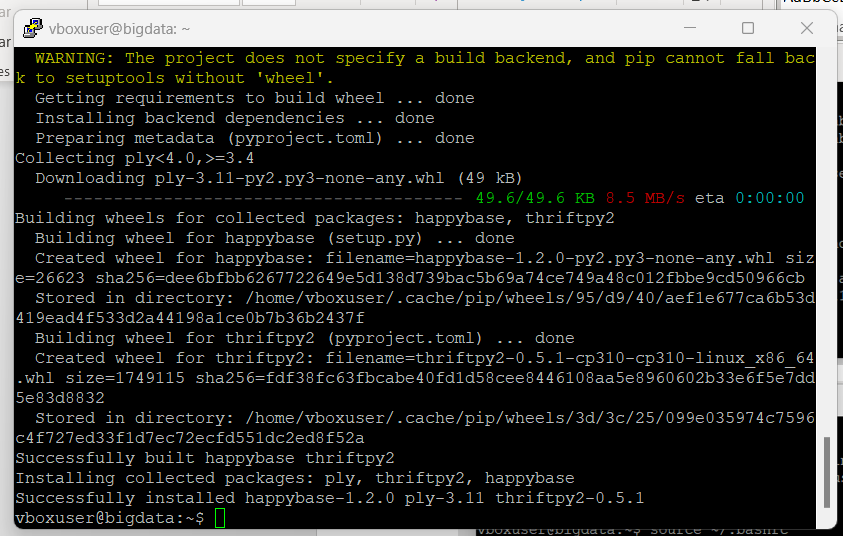 vboxuser@bigdata: ~
WARNING: The project does not specify a build backend, and pip cannot fall bac
k to setuptools without 'wheel'.
Getting requirements to build wheel ... done
Installing backend dependencies ... done
Preparing metadata (pyproject.toml) ... done
Collecting ply<4.0,>=3.4
Downloading ply-3.11-py2.py3-none-any.whl (49 kB)
---------------------------------------- 49.6/49.6 KB 8.5 MB/s eta 0:00:00
Building wheels for collected packages: happybase, thriftpy2
Building wheel for happybase (setup.py) ... done
Created wheel for happybase: filename=happybase-1.2.0-py2.py3-none-any.whl siz
e=26623 sha256=dee6bfbb6267722649e5d138d739bac5b69a74ce749a48c012fbbe9cd50966cb
Stored in directory: /home/vboxuser/.cache/pip/wheels/95/d9/40/aef1e677ca6b53d
419ead4f533d2a44198a1ce0b7b36b2437f
Building wheel for thriftpy2 (pyproject.toml) ... done
Created wheel for thriftpy2: filename=thriftpy2-0.5.1-cp310-cp310-linux_x86_64
.whl size=1749115 sha256=fdf38fc63fbcabe40fd1d58cee8446108aa5e8960602b33e6f5e7dd
5e83d8832
Stored in directory: /home/vboxuser/.cache/pip/wheels/3d/3c/25/099e035974c7596
c4f727ed33f1d7ec72ecfd551dc2ed8f52a
Successfully built happybase thriftpy2
Installing collected packages: ply, thriftpy2, happybase
Successfully installed happybase-1.2.0 ply-3.11 thriftpy2-0.5.1
vboxuser@bigdata:~$
vboxuser@bigdata:~$ source ~/.bashrc